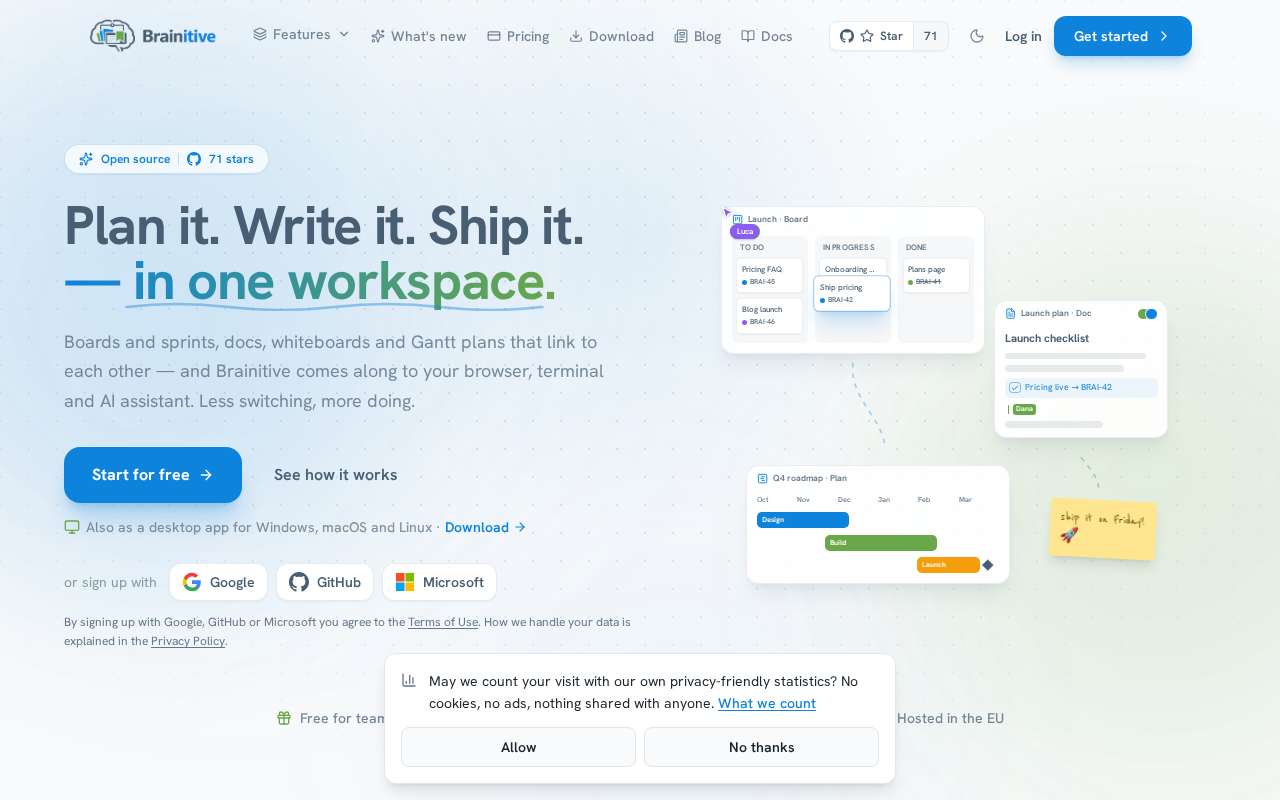 Brainitive
Features
What's new
Pricing
Download
Blog
Docs
Star
71
Log in
Get started
Open source
71 stars
Plan it. Write it. Ship it.
— in one workspace.
Boards and sprints, docs, whiteboards and Gantt plans that link to
each other — and Brainitive comes along to your browser, terminal
and AI assistant. Less switching, more doing.
Start for free
See how it works
Also as a desktop app for Windows, macOS and Linux · Download →
or sign up with
Google
GitHub
Microsoft
By signing up with Google, GitHub or Microsoft you agree to the Terms of Use. How we handle your data is
explained in the Privacy Policy.
Launch · Board
Luca
TO DO
Pricing FAQ
BRAI-45
Blog launch
BRAI-46
IN PROGRESS
Onboarding ...
Ship pricing
BRAI-42
DONE
Plans page
BRAI-41
Launch plan · Doc
Launch checklist
Pricing live → BRAI-42
Dana
Q4 roadmap · Plan
Oct
Nov
Dec
Jan
Feb
Mar
Design
Build
Launch
ship it on Friday!
Free for
Hosted in the EU
May we count your visit with our own privacy-friendly statistics? No
cookies, no ads, nothing shared with anyone. What we count
Allow
No thanks